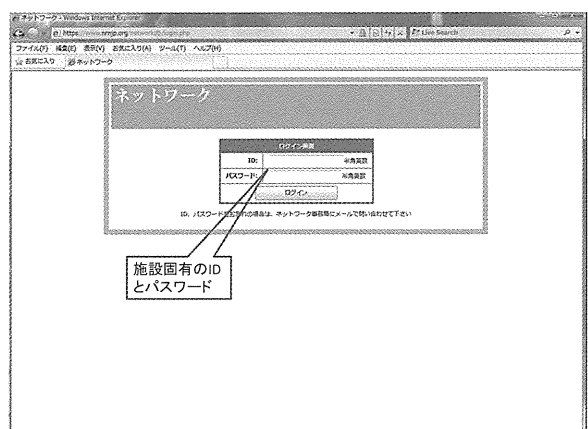 ネットワーク - Windows Internet Explorer
Live Search
ファイル(F) 編集(E) 表示(V) お気に入り(A) ツール(T) ヘルプ(H)
お気に入り ネットワーク
ネットワーク
ログイン画面
ID: 半角英数
パスワード: 半角英数
ログイン
ID、パスワードをお忘れの場合は、ネットワーク事務局にメールで問い合わせて下さい
施設固有のID
とパスワード